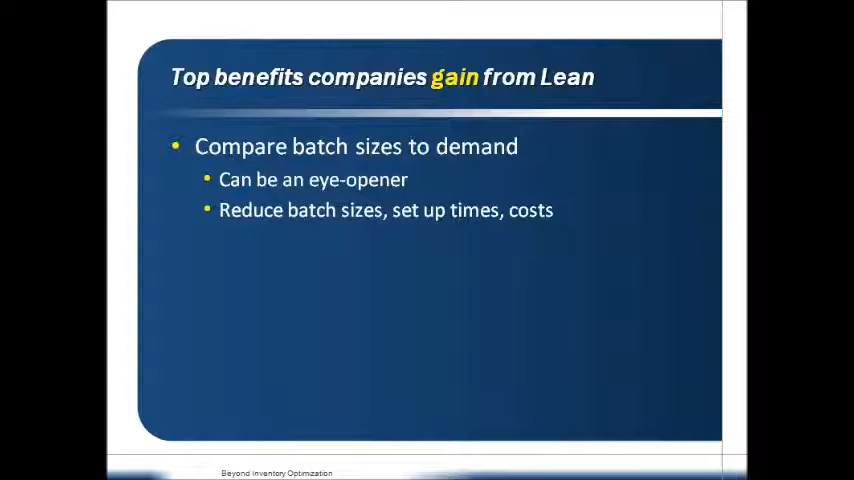 Top benefits companies gain from Lean
Compare batch sizes to demand
Can be an eye-opener
Reduce batch sizes, set up times, costs
Beyond Inventory Optimization